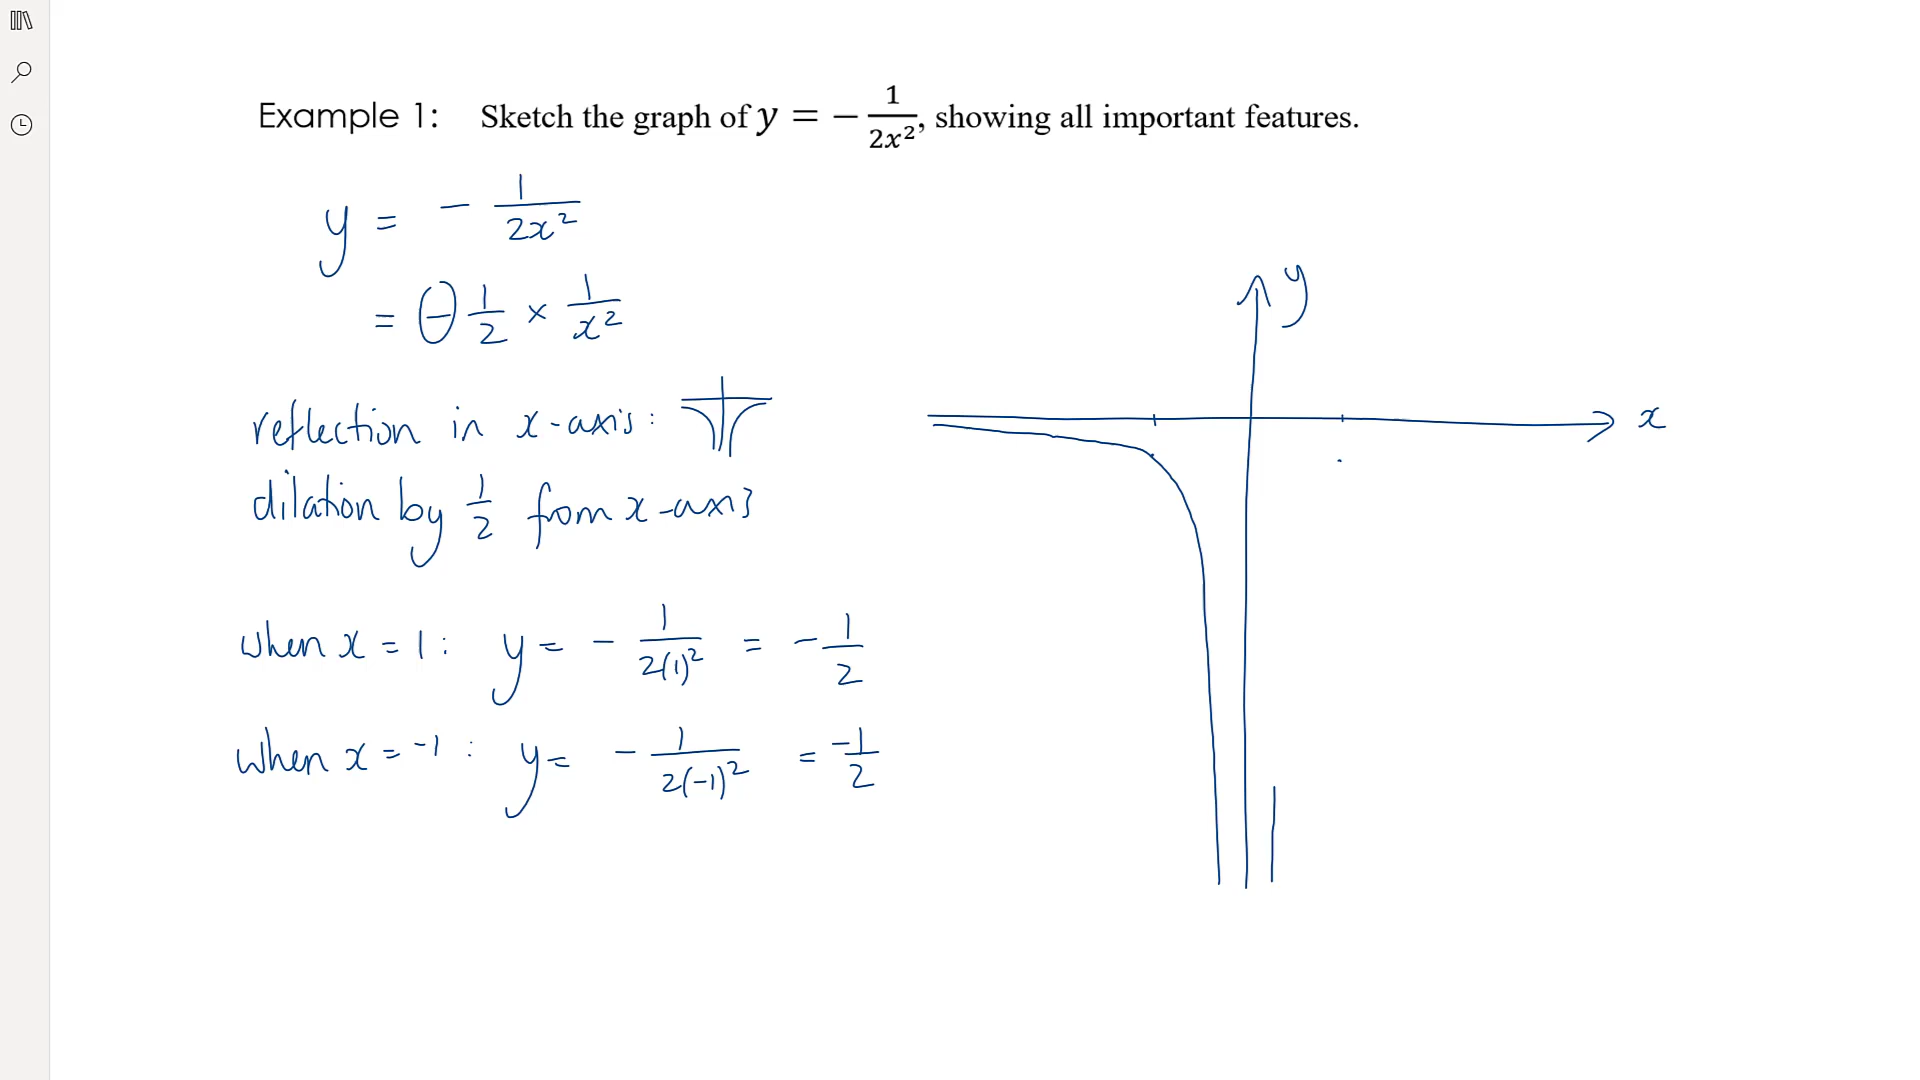 Example 1: Sketch the graph of y = − 1/(2x²), showing all important features.
y = − 1/(2x²)
= ⊖ 1/2 × 1/x²
reflection in x-axis:
dilation by 1/2 from x-axis
when x = 1 : y = − 1/(2(1)²) = − 1/2
when x = -1 : y = − 1/(2(-1)²) = -1/2
y
x